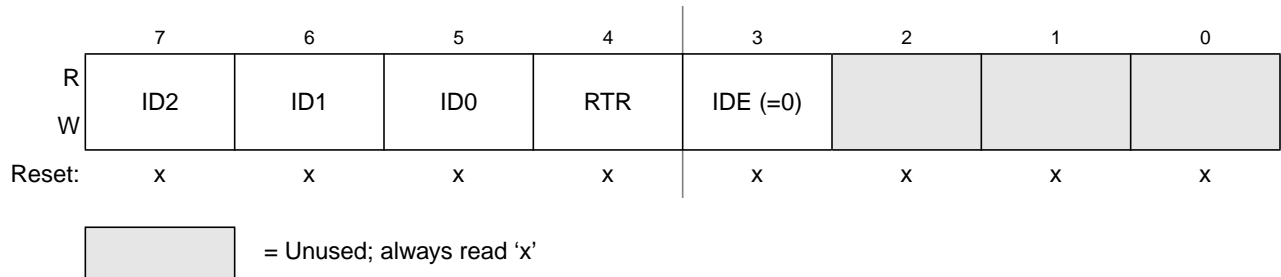 7 6 5 4 3 2 1 0
R
W
ID2 ID1 ID0 RTR IDE (=0)
Reset: x x x x x x x x
= Unused; always read ‘x’